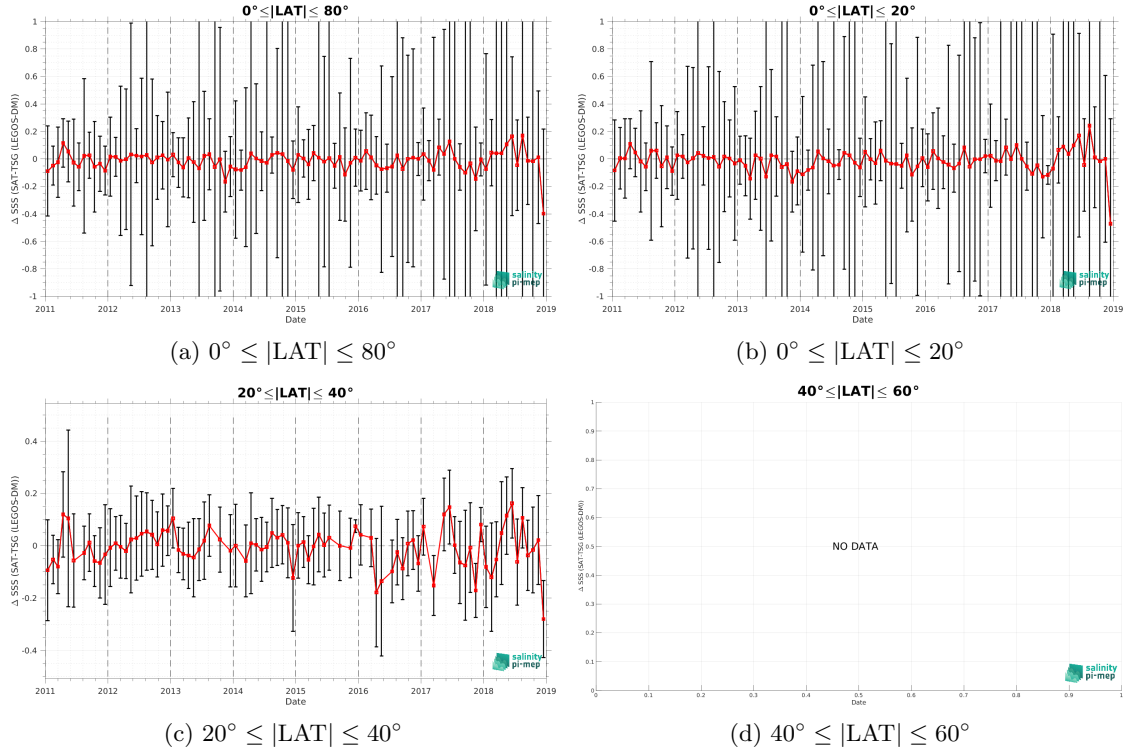 0°≤|LAT|≤ 80°
1
0.8
0.6
0.4
0.2
0
-0.2
-0.4
-0.6
-0.8
-1
Δ SSS (SAT-TSG (LEGOS-DM))
2011 2012 2013 2014 2015 2016 2017 2018 2019
Date
salinity
pi-mep
(a) 0° ≤ |LAT| ≤ 80°
0°≤|LAT|≤ 20°
1
0.8
0.6
0.4
0.2
0
-0.2
-0.4
-0.6
-0.8
-1
Δ SSS (SAT-TSG (LEGOS-DM))
2011 2012 2013 2014 2015 2016 2017 2018 2019
Date
salinity
pi-mep
(b) 0° ≤ |LAT| ≤ 20°
20°≤|LAT|≤ 40°
0.4
0.2
0
-0.2
-0.4
Δ SSS (SAT-TSG (LEGOS-DM))
2011 2012 2013 2014 2015 2016 2017 2018 2019
Date
salinity
pi-mep
(c) 20° ≤ |LAT| ≤ 40°
40°≤|LAT|≤ 60°
1
0.9
0.8
0.7
0.6
0.5
0.4
0.3
0.2
0.1
0
Δ SSS (SAT-TSG (LEGOS-DM))
NO DATA
0 0.1 0.2 0.3 0.4 0.5 0.6 0.7 0.8 0.9 1
Date
salinity
pi-mep
(d) 40° ≤ |LAT| ≤ 60°